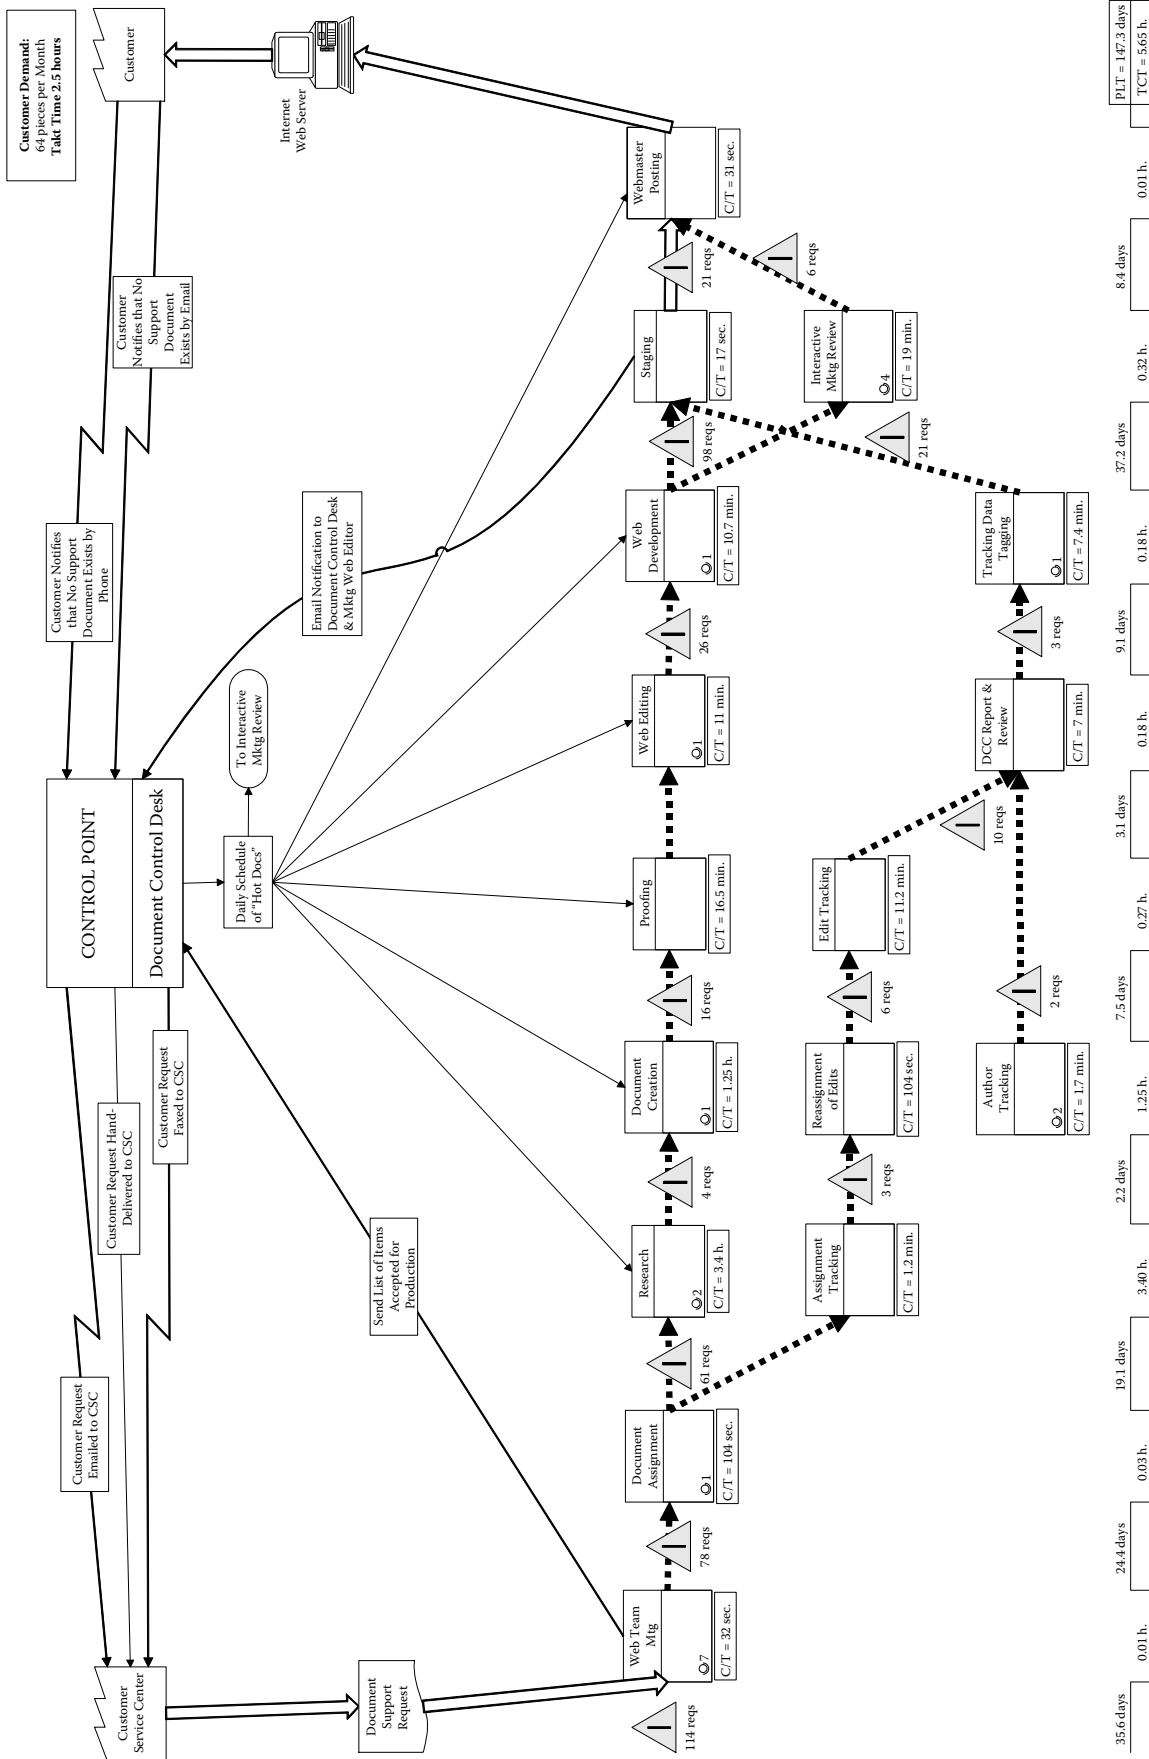 Customer Demand:
64 pieces per Month
Takt Time 2.5 hours
Customer
Service Center
Customer Request
Emailed to CSC
Customer Request Hand-
Delivered to CSC
Customer Request
Faxed to CSC
CONTROL POINT
Document Control Desk
Customer Notifies
that No Support
Document Exists by
Phone
Customer
Notifies that No
Support
Document
Exists by Email
Customer
Internet
Web Server
Daily Schedule
of "Hot Docs"
To Interactive
Mktg Review
Email Notification to
Document Control Desk
& Mktg Web Editor
Send List of Items
Accepted for
Production
Document
Support
Request
114 reqs
Web Team
Mtg
7
C/T = 32 sec.
78 reqs
Document
Assignment
1
C/T = 104 sec.
61 reqs
Research
2
C/T = 3.4 h.
4 reqs
Document
Creation
1
C/T = 1.25 h.
16 reqs
Proofing
C/T = 16.5 min.
Web Editing
1
C/T = 11 min.
26 reqs
Web
Development
1
C/T = 10.7 min.
98 reqs
Staging
C/T = 17 sec.
21 reqs
Webmaster
Posting
C/T = 31 sec.
Assignment
Tracking
C/T = 1.2 min.
3 reqs
Reassignment
of Edits
C/T = 104 sec.
6 reqs
Edit Tracking
C/T = 11.2 min.
10 reqs
Interactive
Mktg Review
4
C/T = 19 min.
6 reqs
21 reqs
Author
Tracking
2
C/T = 1.7 min.
2 reqs
DCC Report &
Review
C/T = 7 min.
3 reqs
Tracking Data
Tagging
1
C/T = 7.4 min.
35.6 days
0.01 h.
24.4 days
0.03 h.
19.1 days
3.40 h.
2.2 days
1.25 h.
7.5 days
0.27 h.
3.1 days
0.18 h.
9.1 days
0.18 h.
37.2 days
0.32 h.
8.4 days
0.01 h.
PLT = 147.3 days
TCT = 5.65 h.